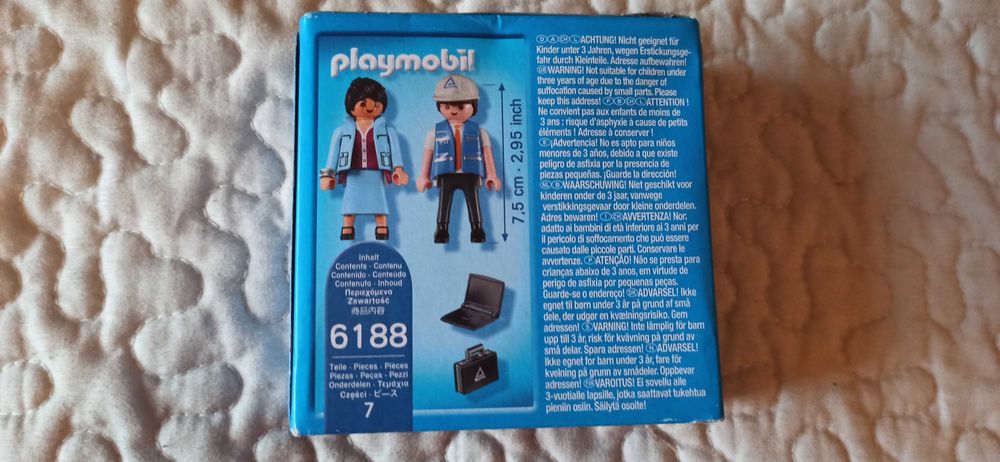 playmobil
7,5 cm · 2,95 inch
Inhalt
Contents · Contenu
Contenido · Conteúdo
Contenuto · Inhoud
Περιεχόμενο
Zawartość
商品内容
6188
Teile · Pieces · Pièces
Piezas · Peças · Pezzi
Onderdelen · Τεμάχια
Części · ピース
7
D A CH L ACHTUNG! Nicht geeignet für
Kinder unter 3 Jahren, wegen Erstickungsge-
fahr durch Kleinteile. Adresse aufbewahren!
GB WARNING! Not suitable for children under
three years of age due to the danger of
suffocation caused by small parts. Please
keep this address! F B CH L ATTENTION !
Ne convient pas aux enfants de moins de
3 ans : risque d'asphyxie à cause de petits
éléments ! Adresse à conserver !
E ¡Advertencia! No es apto para niños
menores de 3 años, debido a que existe
peligro de asfixia por la presencia de
piezas pequeñas. ¡Guarde la dirección!
NL B WAARSCHUWING! Niet geschikt voor
kinderen onder de 3 jaar, vanwege
verstikkingsgevaar door kleine onderdelen.
Adres bewaren! I CH AVVERTENZA! Non
adatto ai bambini di età inferiore ai 3 anni per
il pericolo di soffocamento che può essere
causato dalle piccole parti. Conservare le
avvertenze. P ATENÇÃO! Não se presta para
crianças abaixo de 3 anos, em virtude de
perigo de asfixia por pequenas peças.
Guarde-se o endereço! DK ADVARSEL! Ikke
egnet til børn under 3 år på grund af små
dele, der udgør en kvælningsrisiko. Gem
adressen! S VARNING! Inte lämplig för barn
upp till 3 år, risk för kvävning på grund av
små delar. Spara adressen! N ADVARSEL!
Ikke egnet for barn under 3 år, fare for
kvelning på grunn av smådeler. Oppbevar
adressen! FIN VAROITUS! Ei sovellu alle
3-vuotialle lapsille, jotka saattavat tukehtua
pieniin osiin. Säilytä osoite!